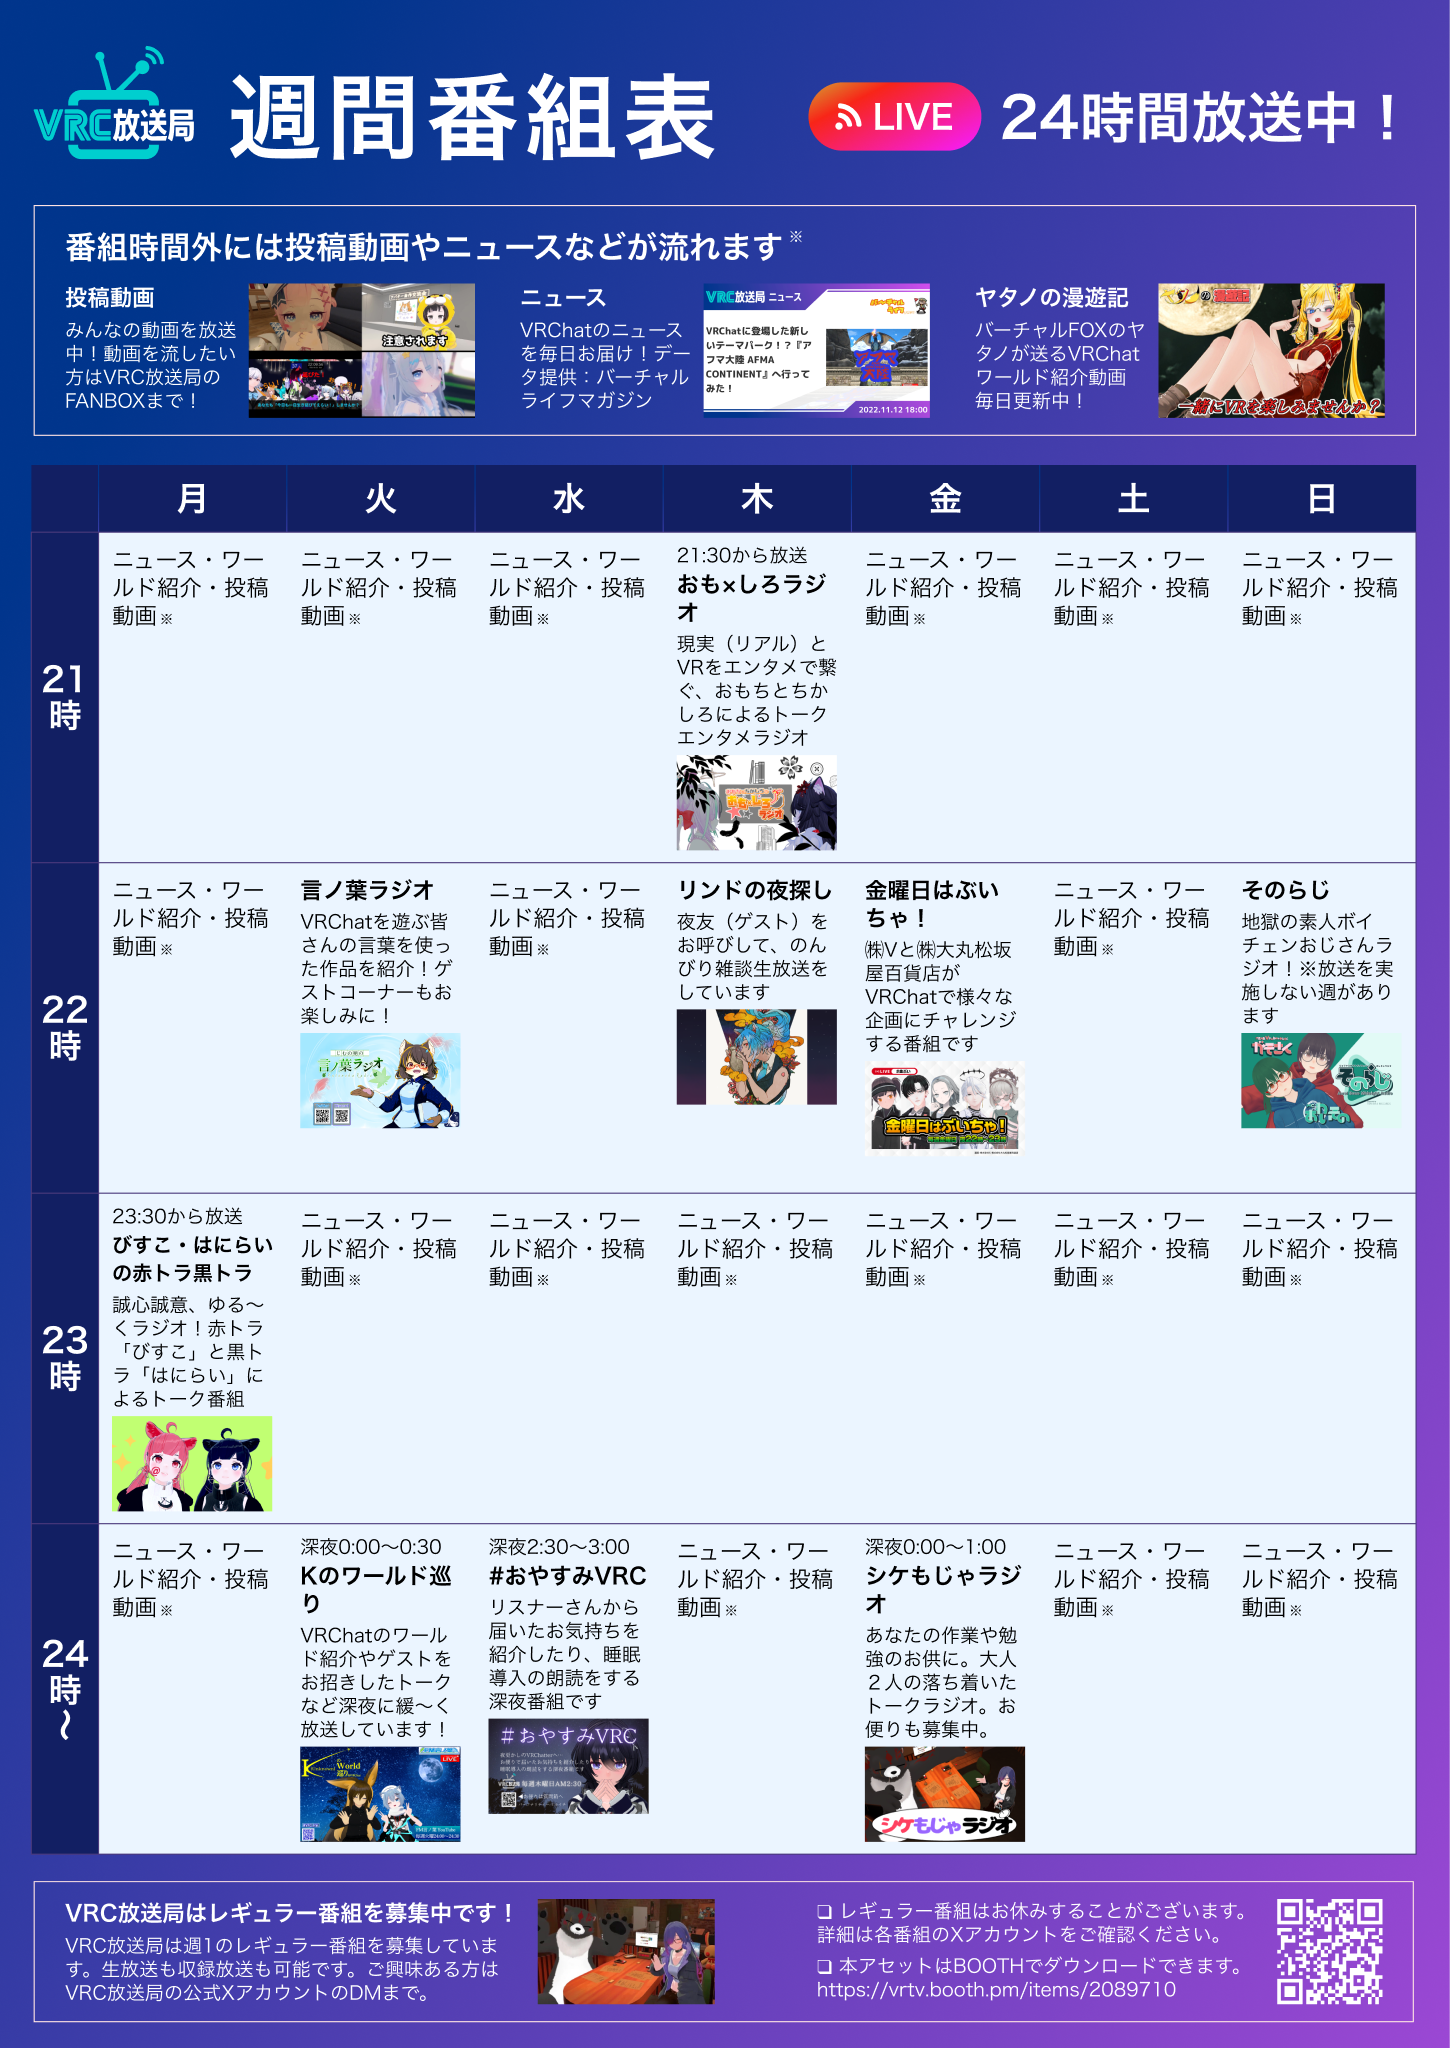 VRC放送局
週間番組表
LIVE
24時間放送中！
番組時間外には投稿動画やニュースなどが流れます※
投稿動画
みんなの動画を放送
中！動画を流したい
方はVRC放送局の
FANBOXまで！
注意されます
ニュース
VRChatのニュース
を毎日お届け！デー
タ提供：バーチャル
ライフマガジン
VRC放送局 ニュース
VRChatに登場した新し
いテーマパーク！？『ア
フマ大陸 AFMA
CONTINENT』へ行って
みた！
2022.11.12 18:00
ヤタノの漫遊記
バーチャルFOXのヤ
タノが送るVRChat
ワールド紹介動画
毎日更新中！
一緒にVRを楽しみませんか？
月
火
水
木
金
土
日
21
時
ニュース・ワー
ルド紹介・投稿
動画※
ニュース・ワー
ルド紹介・投稿
動画※
ニュース・ワー
ルド紹介・投稿
動画※
21:30から放送
おも×しろラジ
オ
現実（リアル）と
VRをエンタメで繋
ぐ、おもちとちか
しろによるトーク
エンタメラジオ
ニュース・ワー
ルド紹介・投稿
動画※
ニュース・ワー
ルド紹介・投稿
動画※
ニュース・ワー
ルド紹介・投稿
動画※
22
時
ニュース・ワー
ルド紹介・投稿
動画※
言ノ葉ラジオ
VRChatを遊ぶ皆
さんの言葉を使っ
た作品を紹介！ゲ
ストコーナーもお
楽しみに！
言ノ葉ラジオ
ニュース・ワー
ルド紹介・投稿
動画※
リンドの夜探し
夜友（ゲスト）を
お呼びして、のん
びり雑談生放送を
しています
金曜日はぶい
ちゃ！
㈱Vと㈱大丸松坂
屋百貨店が
VRChatで様々な
企画にチャレンジ
する番組です
金曜日はぶいちゃ！
ニュース・ワー
ルド紹介・投稿
動画※
そのらじ
地獄の素人ボイ
チェンおじさんラ
ジオ！※放送を実
施しない週があり
ます
そのらじ
23
時
23:30から放送
びすこ・はにらい
の赤トラ黒トラ
誠心誠意、ゆる〜
くラジオ！赤トラ
「びすこ」と黒ト
ラ「はにらい」に
よるトーク番組
ニュース・ワー
ルド紹介・投稿
動画※
ニュース・ワー
ルド紹介・投稿
動画※
ニュース・ワー
ルド紹介・投稿
動画※
ニュース・ワー
ルド紹介・投稿
動画※
ニュース・ワー
ルド紹介・投稿
動画※
ニュース・ワー
ルド紹介・投稿
動画※
24
時
〜
ニュース・ワー
ルド紹介・投稿
動画※
深夜0:00〜0:30
Kのワールド巡
り
VRChatのワール
ド紹介やゲストを
お招きしたトーク
など深夜に緩〜く
放送しています！
World
巡り
LIVE
深夜2:30〜3:00
#おやすみVRC
リスナーさんから
届いたお気持ちを
紹介したり、睡眠
導入の朗読をする
深夜番組です
#おやすみVRC
毎週木曜日AM2:30
ニュース・ワー
ルド紹介・投稿
動画※
深夜0:00〜1:00
シケもじゃラジ
オ
あなたの作業や勉
強のお供に。大人
２人の落ち着いた
トークラジオ。お
便りも募集中。
シケもじゃラジオ
ニュース・ワー
ルド紹介・投稿
動画※
ニュース・ワー
ルド紹介・投稿
動画※
VRC放送局はレギュラー番組を募集中です！
VRC放送局は週1のレギュラー番組を募集していま
す。生放送も収録放送も可能です。ご興味ある方は
VRC放送局の公式XアカウントのDMまで。
❏ レギュラー番組はお休みすることがございます。
詳細は各番組のXアカウントをご確認ください。
❏ 本アセットはBOOTHでダウンロードできます。
https://vrtv.booth.pm/items/2089710